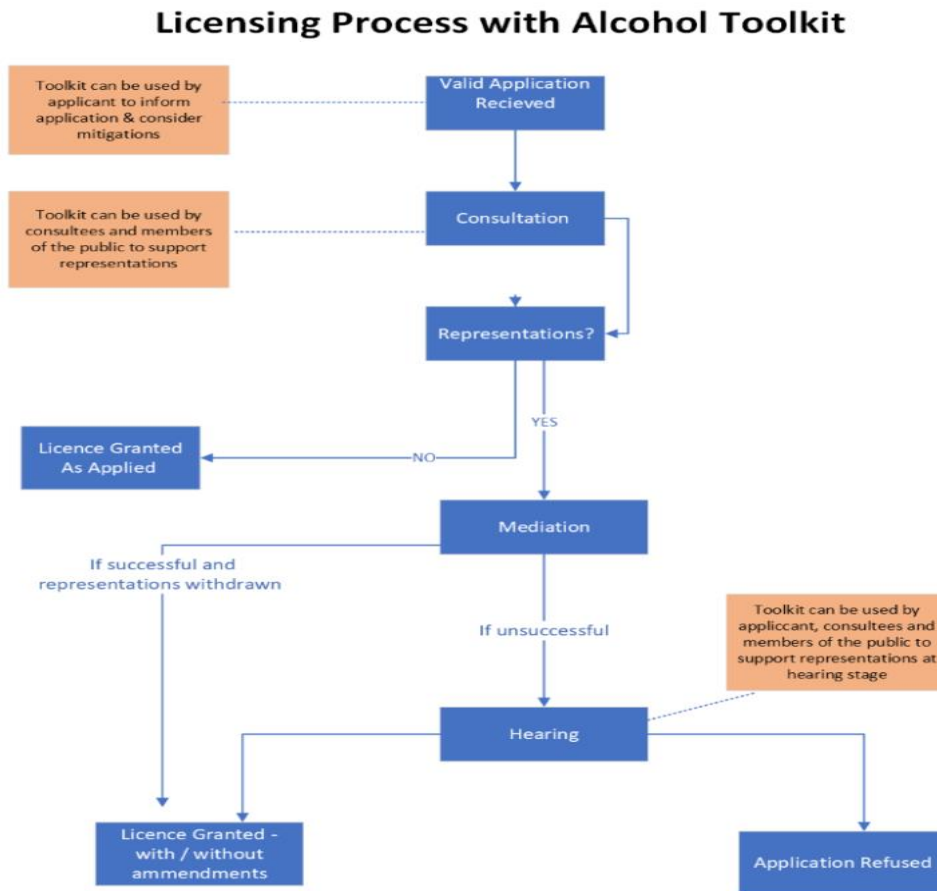 Licensing Process with Alcohol Toolkit
Toolkit can be used by
applicant to inform
application & consider
mitigations
Valid Application
Recieved
Toolkit can be used by
consultees and members
of the public to support
representations
Consultation
Representations?
YES
NO
Licence Granted
As Applied
Mediation
If successful and
representations withdrawn
If unsuccessful
Toolkit can be used by
appliccant, consultees and
members of the public to
support representations at
hearing stage
Hearing
Licence Granted -
with / without
ammendments
Application Refused